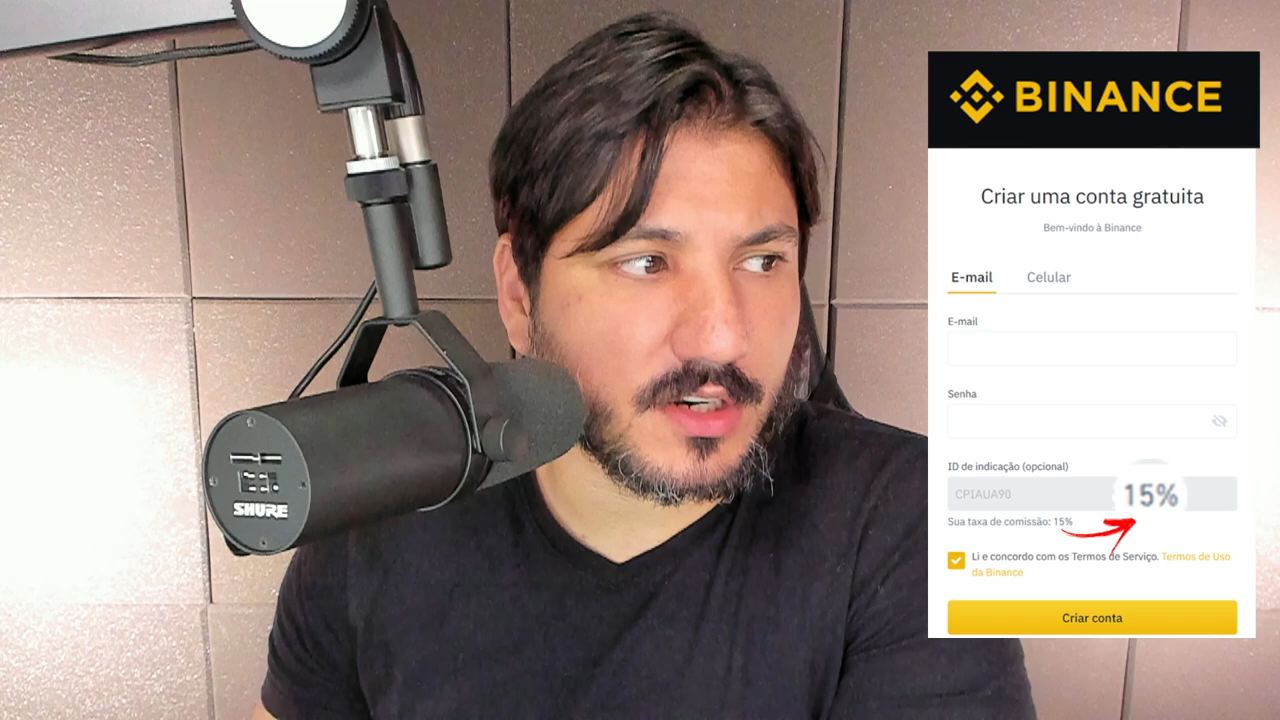 SHURE
BINANCE
Criar uma conta gratuita
Bem-vindo à Binance
E-mail
Celular
E-mail
Senha
ID de indicação (opcional)
CPIAUA90
15%
Sua taxa de comissão: 15%
Li e concordo com os Termos de Serviço. Termos de Uso
da Binance
Criar conta